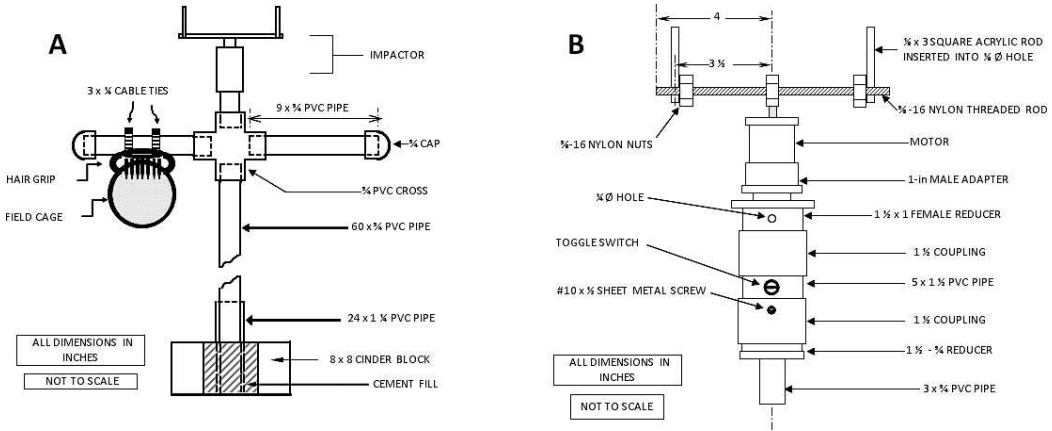 A
IMPACTOR
3 x ¼ CABLE TIES
9 x ¾ PVC PIPE
¾ CAP
HAIR GRIP
¾ PVC CROSS
FIELD CAGE
60 x ¾ PVC PIPE
24 x 1 ¼ PVC PIPE
ALL DIMENSIONS IN
INCHES
8 x 8 CINDER BLOCK
NOT TO SCALE
CEMENT FILL
B
4
3 ½
⅛ x 3 SQUARE ACRYLIC ROD
INSERTED INTO ⅛ Ø HOLE
⅜-16 NYLON THREADED ROD
⅜-16 NYLON NUTS
MOTOR
1-in MALE ADAPTER
¼ Ø HOLE
1 ½ x 1 FEMALE REDUCER
TOGGLE SWITCH
1 ½ COUPLING
5 x 1 ½ PVC PIPE
#10 x ½ SHEET METAL SCREW
1 ½ COUPLING
1 ½ - ¾ REDUCER
ALL DIMENSIONS IN
INCHES
3 x ¾ PVC PIPE
NOT TO SCALE